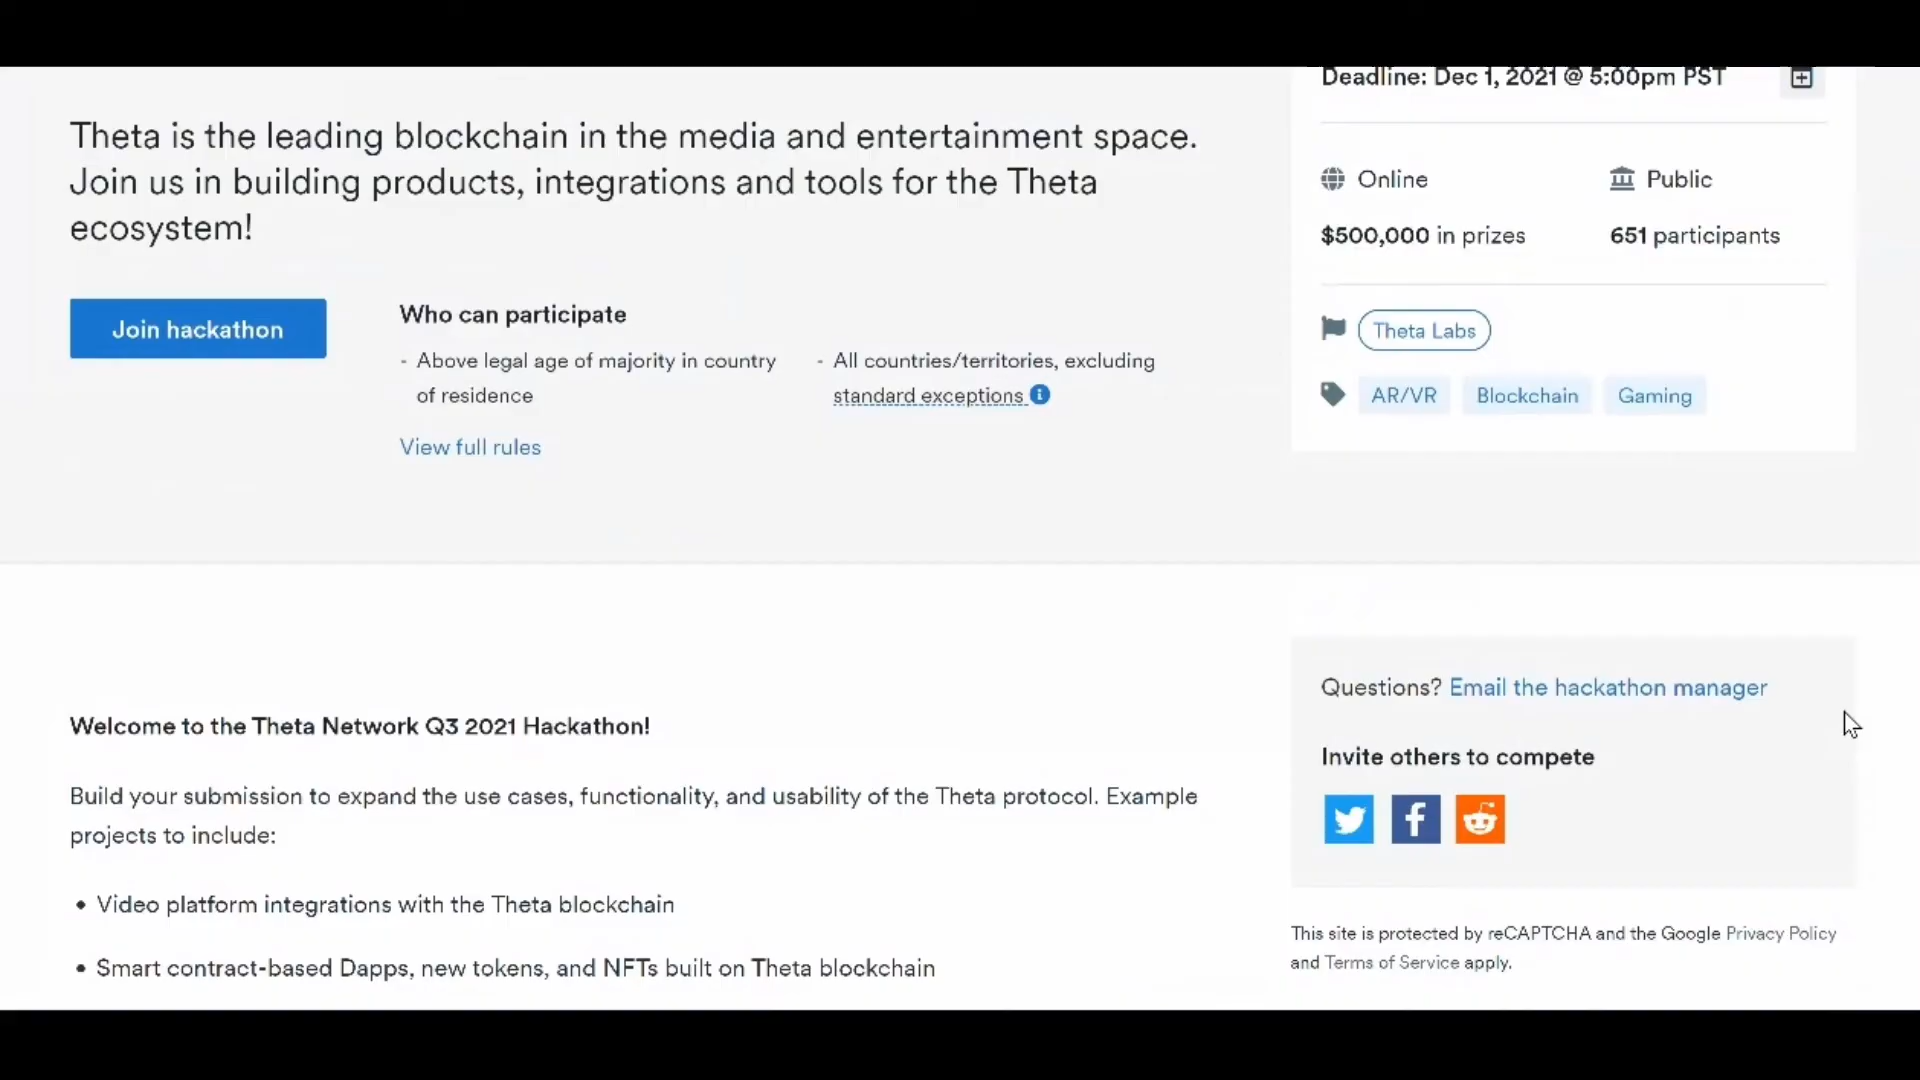 Deadline: Dec 1, 2021 @ 5:00pm PST
Theta is the leading blockchain in the media and entertainment space.
Join us in building products, integrations and tools for the Theta
ecosystem!
Online
Public
$500,000 in prizes
651 participants
Join hackathon
Who can participate
- Above legal age of majority in country
of residence
- All countries/territories, excluding
standard exceptions
View full rules
Theta Labs
AR/VR
Blockchain
Gaming
Questions? Email the hackathon manager
Invite others to compete
This site is protected by reCAPTCHA and the Google Privacy Policy
and Terms of Service apply.
Welcome to the Theta Network Q3 2021 Hackathon!
Build your submission to expand the use cases, functionality, and usability of the Theta protocol. Example
projects to include:
• Video platform integrations with the Theta blockchain
• Smart contract-based Dapps, new tokens, and NFTs built on Theta blockchain